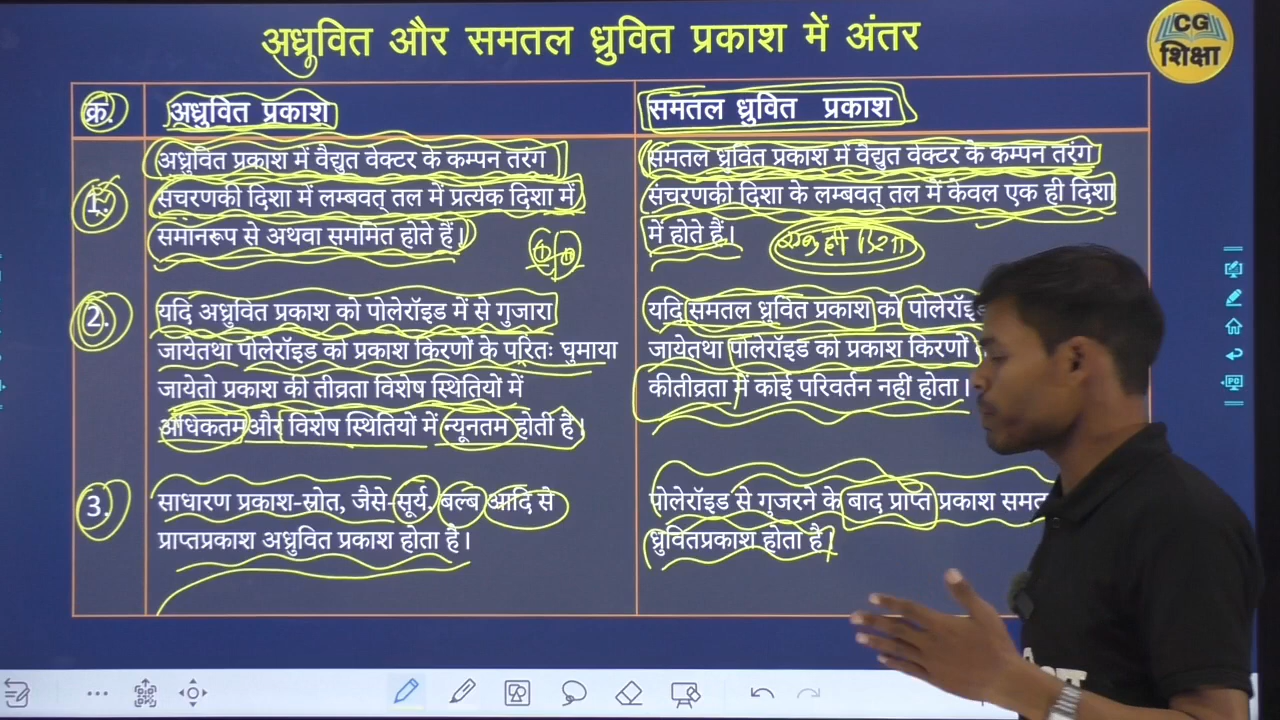 अध्रुवित और समतल ध्रुवित प्रकाश में अंतर
CG
शिक्षा
क्र. अध्रुवित प्रकाश समतल ध्रुवित प्रकाश
1.
अध्रुवित प्रकाश में वैद्युत वेक्टर के कम्पन तरंग
संचरणकी दिशा में लम्बवत् तल में प्रत्येक दिशा में
समानरूप से अथवा सममित होते हैं।
समतल ध्रुवित प्रकाश में वैद्युत वेक्टर के कम्पन तरंग
संचरणकी दिशा के लम्बवत् तल में केवल एक ही दिशा
में होते हैं।
एक ही दिशा
2.
यदि अध्रुवित प्रकाश को पोलेरॉइड में से गुजारा
जायेतथा पोलेरॉइड को प्रकाश किरणों के परितः घुमाया
जायेतो प्रकाश की तीव्रता विशेष स्थितियों में
अधिकतम और विशेष स्थितियों में न्यूनतम होती है।
यदि समतल ध्रुवित प्रकाश को
जायेतथा पोलेरॉइड को प्रकाश किरणों
कीतीव्रता में कोई परिवर्तन नहीं होता।
3.
साधारण प्रकाश-स्रोत, जैसे-सूर्य, बल्ब आदि से
प्राप्तप्रकाश अध्रुवित प्रकाश होता है।
पोलेरॉइड से गुजरने के बाद प्राप्त प्रकाश
ध्रुवितप्रकाश होता है।